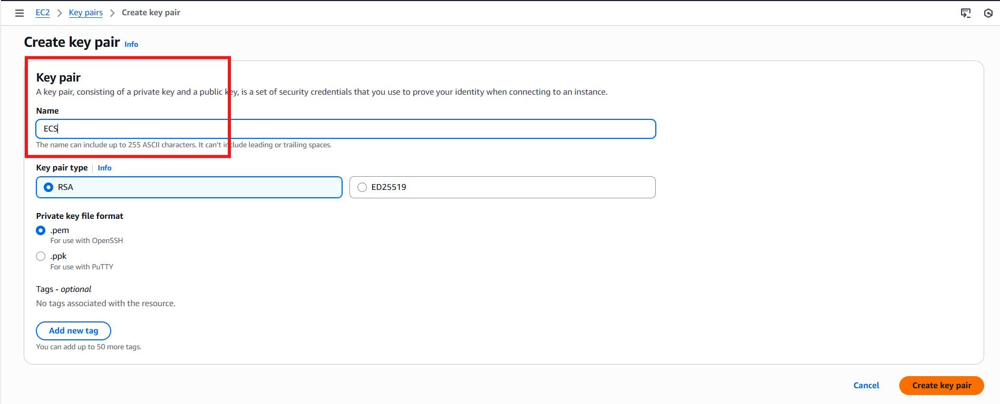 EC2 > Key pairs > Create key pair
Create key pair Info
Key pair
A key pair, consisting of a private key and a public key, is a set of security credentials that you use to prove your identity when connecting to an instance.
Name
ECS
The name can include up to 255 ASCII characters. It can't include leading or trailing spaces.
Key pair type Info
RSA ED25519
Private key file format
.pem
For use with OpenSSH
.ppk
For use with PuTTY
Tags - optional
No tags associated with the resource.
Add new tag
You can add up to 50 more tags.
Cancel Create key pair